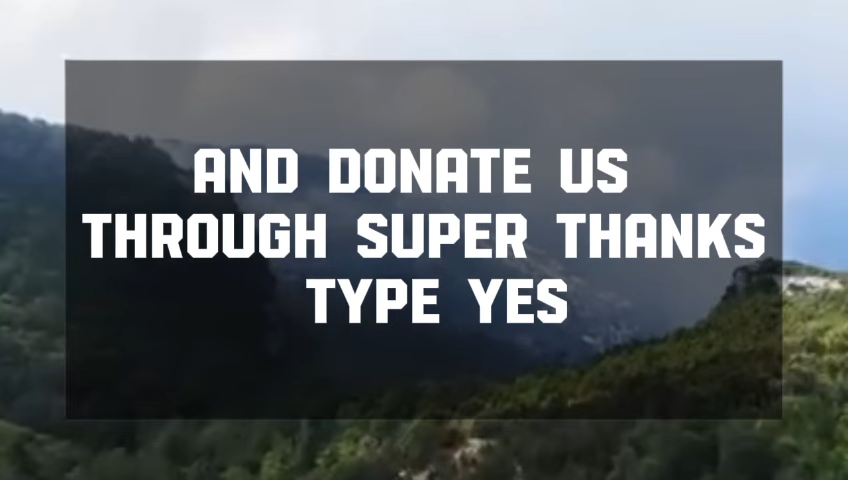 AND DONATE US
THROUGH SUPER THANKS
TYPE YES